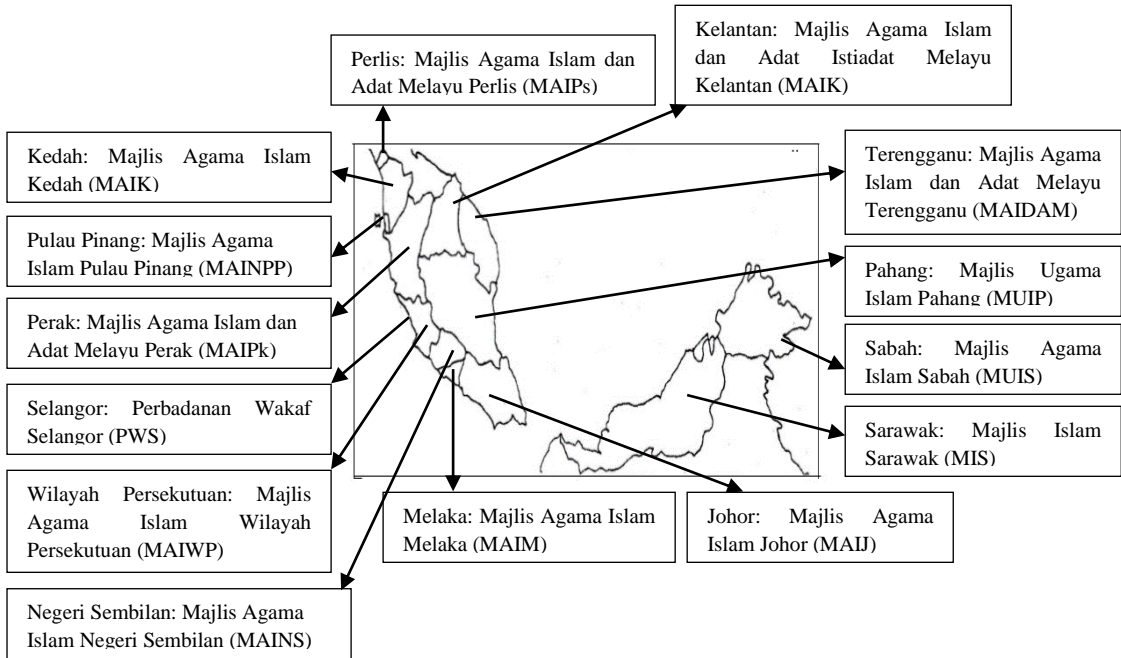 Kelantan: Majlis Agama Islam
dan Adat Istiadat Melayu
Kelantan (MAIK)
Perlis: Majlis Agama Islam dan
Adat Melayu Perlis (MAIPs)
Kedah: Majlis Agama Islam
Kedah (MAIK)
Terengganu: Majlis Agama
Islam dan Adat Melayu
Terengganu (MAIDAM)
Pulau Pinang: Majlis Agama
Islam Pulau Pinang (MAINPP)
Pahang: Majlis Ugama
Islam Pahang (MUIP)
Perak: Majlis Agama Islam dan
Adat Melayu Perak (MAIPk)
Sabah: Majlis Agama
Islam Sabah (MUIS)
Selangor: Perbadanan Wakaf
Selangor (PWS)
Sarawak: Majlis Islam
Sarawak (MIS)
Wilayah Persekutuan: Majlis
Agama Islam Wilayah
Persekutuan (MAIWP)
Melaka: Majlis Agama Islam
Melaka (MAIM)
Johor: Majlis Agama
Islam Johor (MAIJ)
Negeri Sembilan: Majlis Agama
Islam Negeri Sembilan (MAINS)